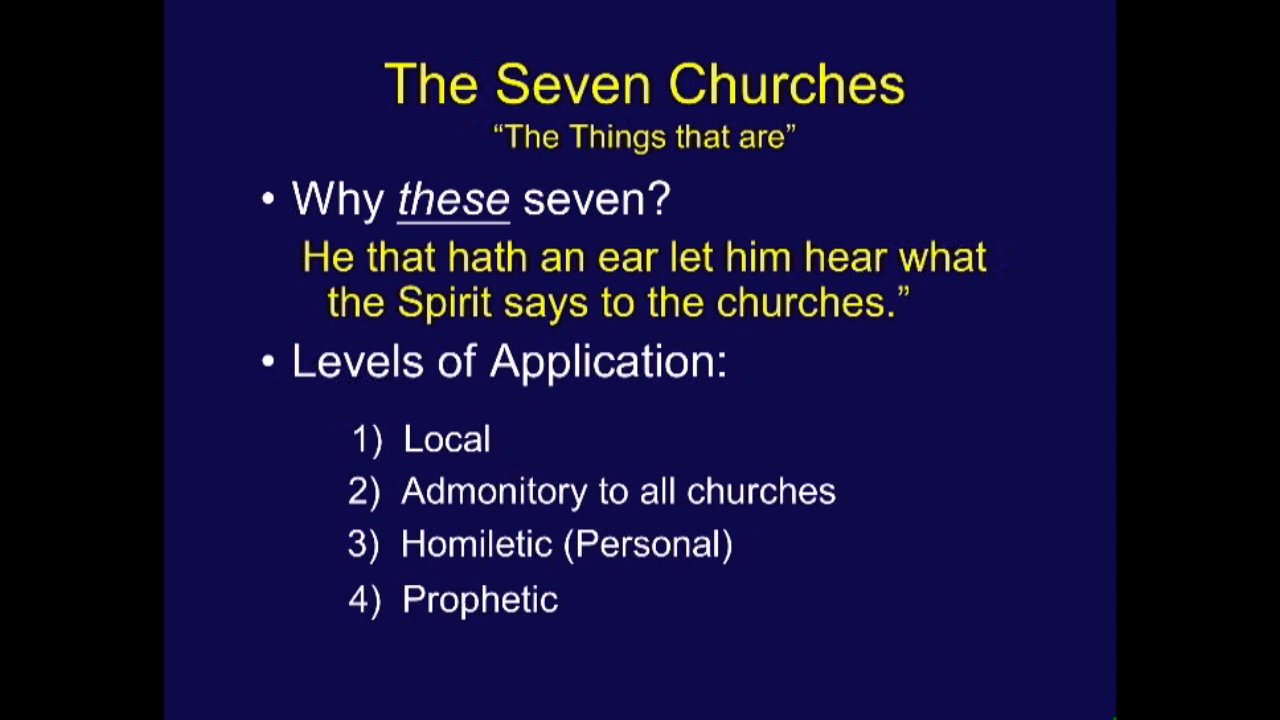 The Seven Churches
“The Things that are”
• Why these seven?
He that hath an ear let him hear what
the Spirit says to the churches.”
• Levels of Application:
1) Local
2) Admonitory to all churches
3) Homiletic (Personal)
4) Prophetic